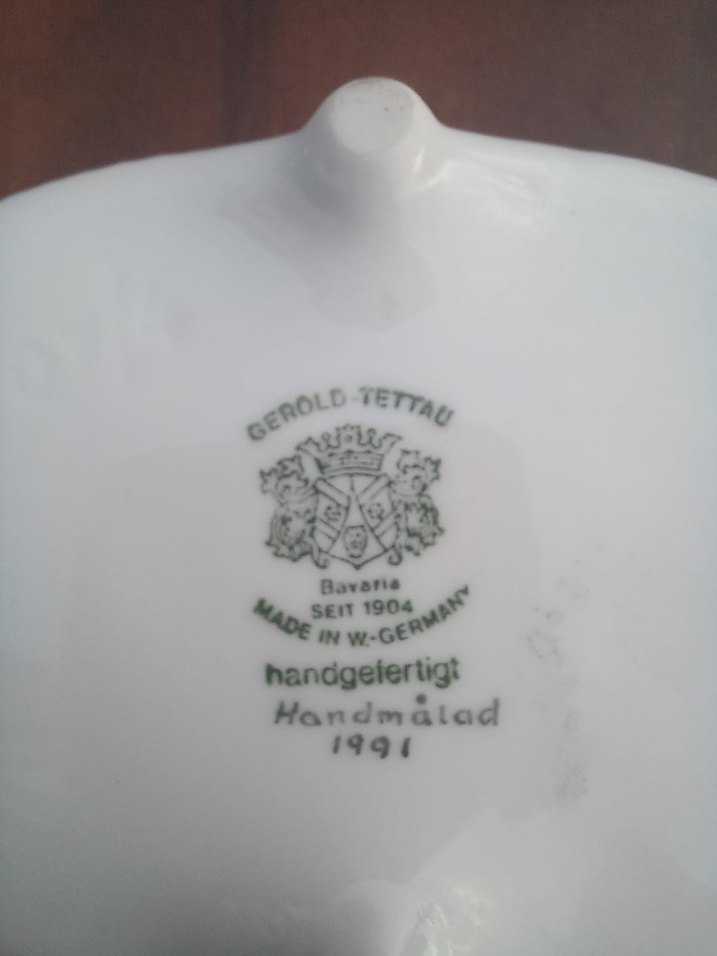 GEROLD-TETTAU
Bavaria
SEIT 1904
MADE IN W.-GERMANY
handgefertigt
Handmålad
1991